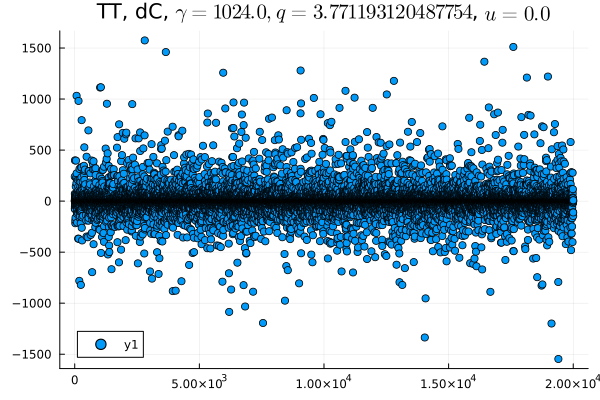 TT, dC, γ = 1024.0, q = 3.771193120487754, u = 0.0
1500
1000
500
0
−500
−1000
−1500
y1
0 5.00×10³ 1.00×10⁴ 1.50×10⁴ 2.00×10⁴